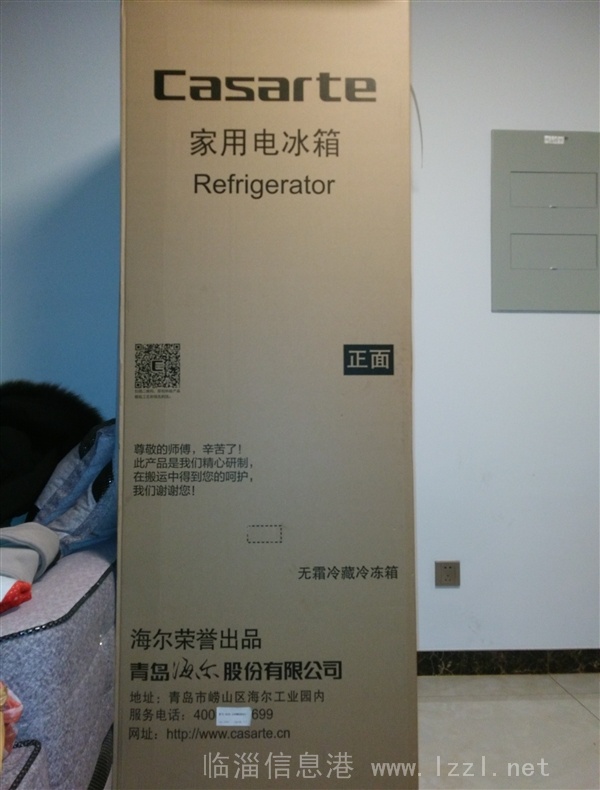 Casarte
家用电冰箱
Refrigerator
正面
尊敬的师傅，辛苦了！
此产品是我们精心研制，
在搬运中得到您的呵护，
我们谢谢您！
无霜冷藏冷冻箱
海尔荣誉出品
青岛海尔股份有限公司
地址：青岛市崂山区海尔工业园内
服务电话：400 699
网址：http://www.casarte.cn
临淄信息港 www.lzzl.net